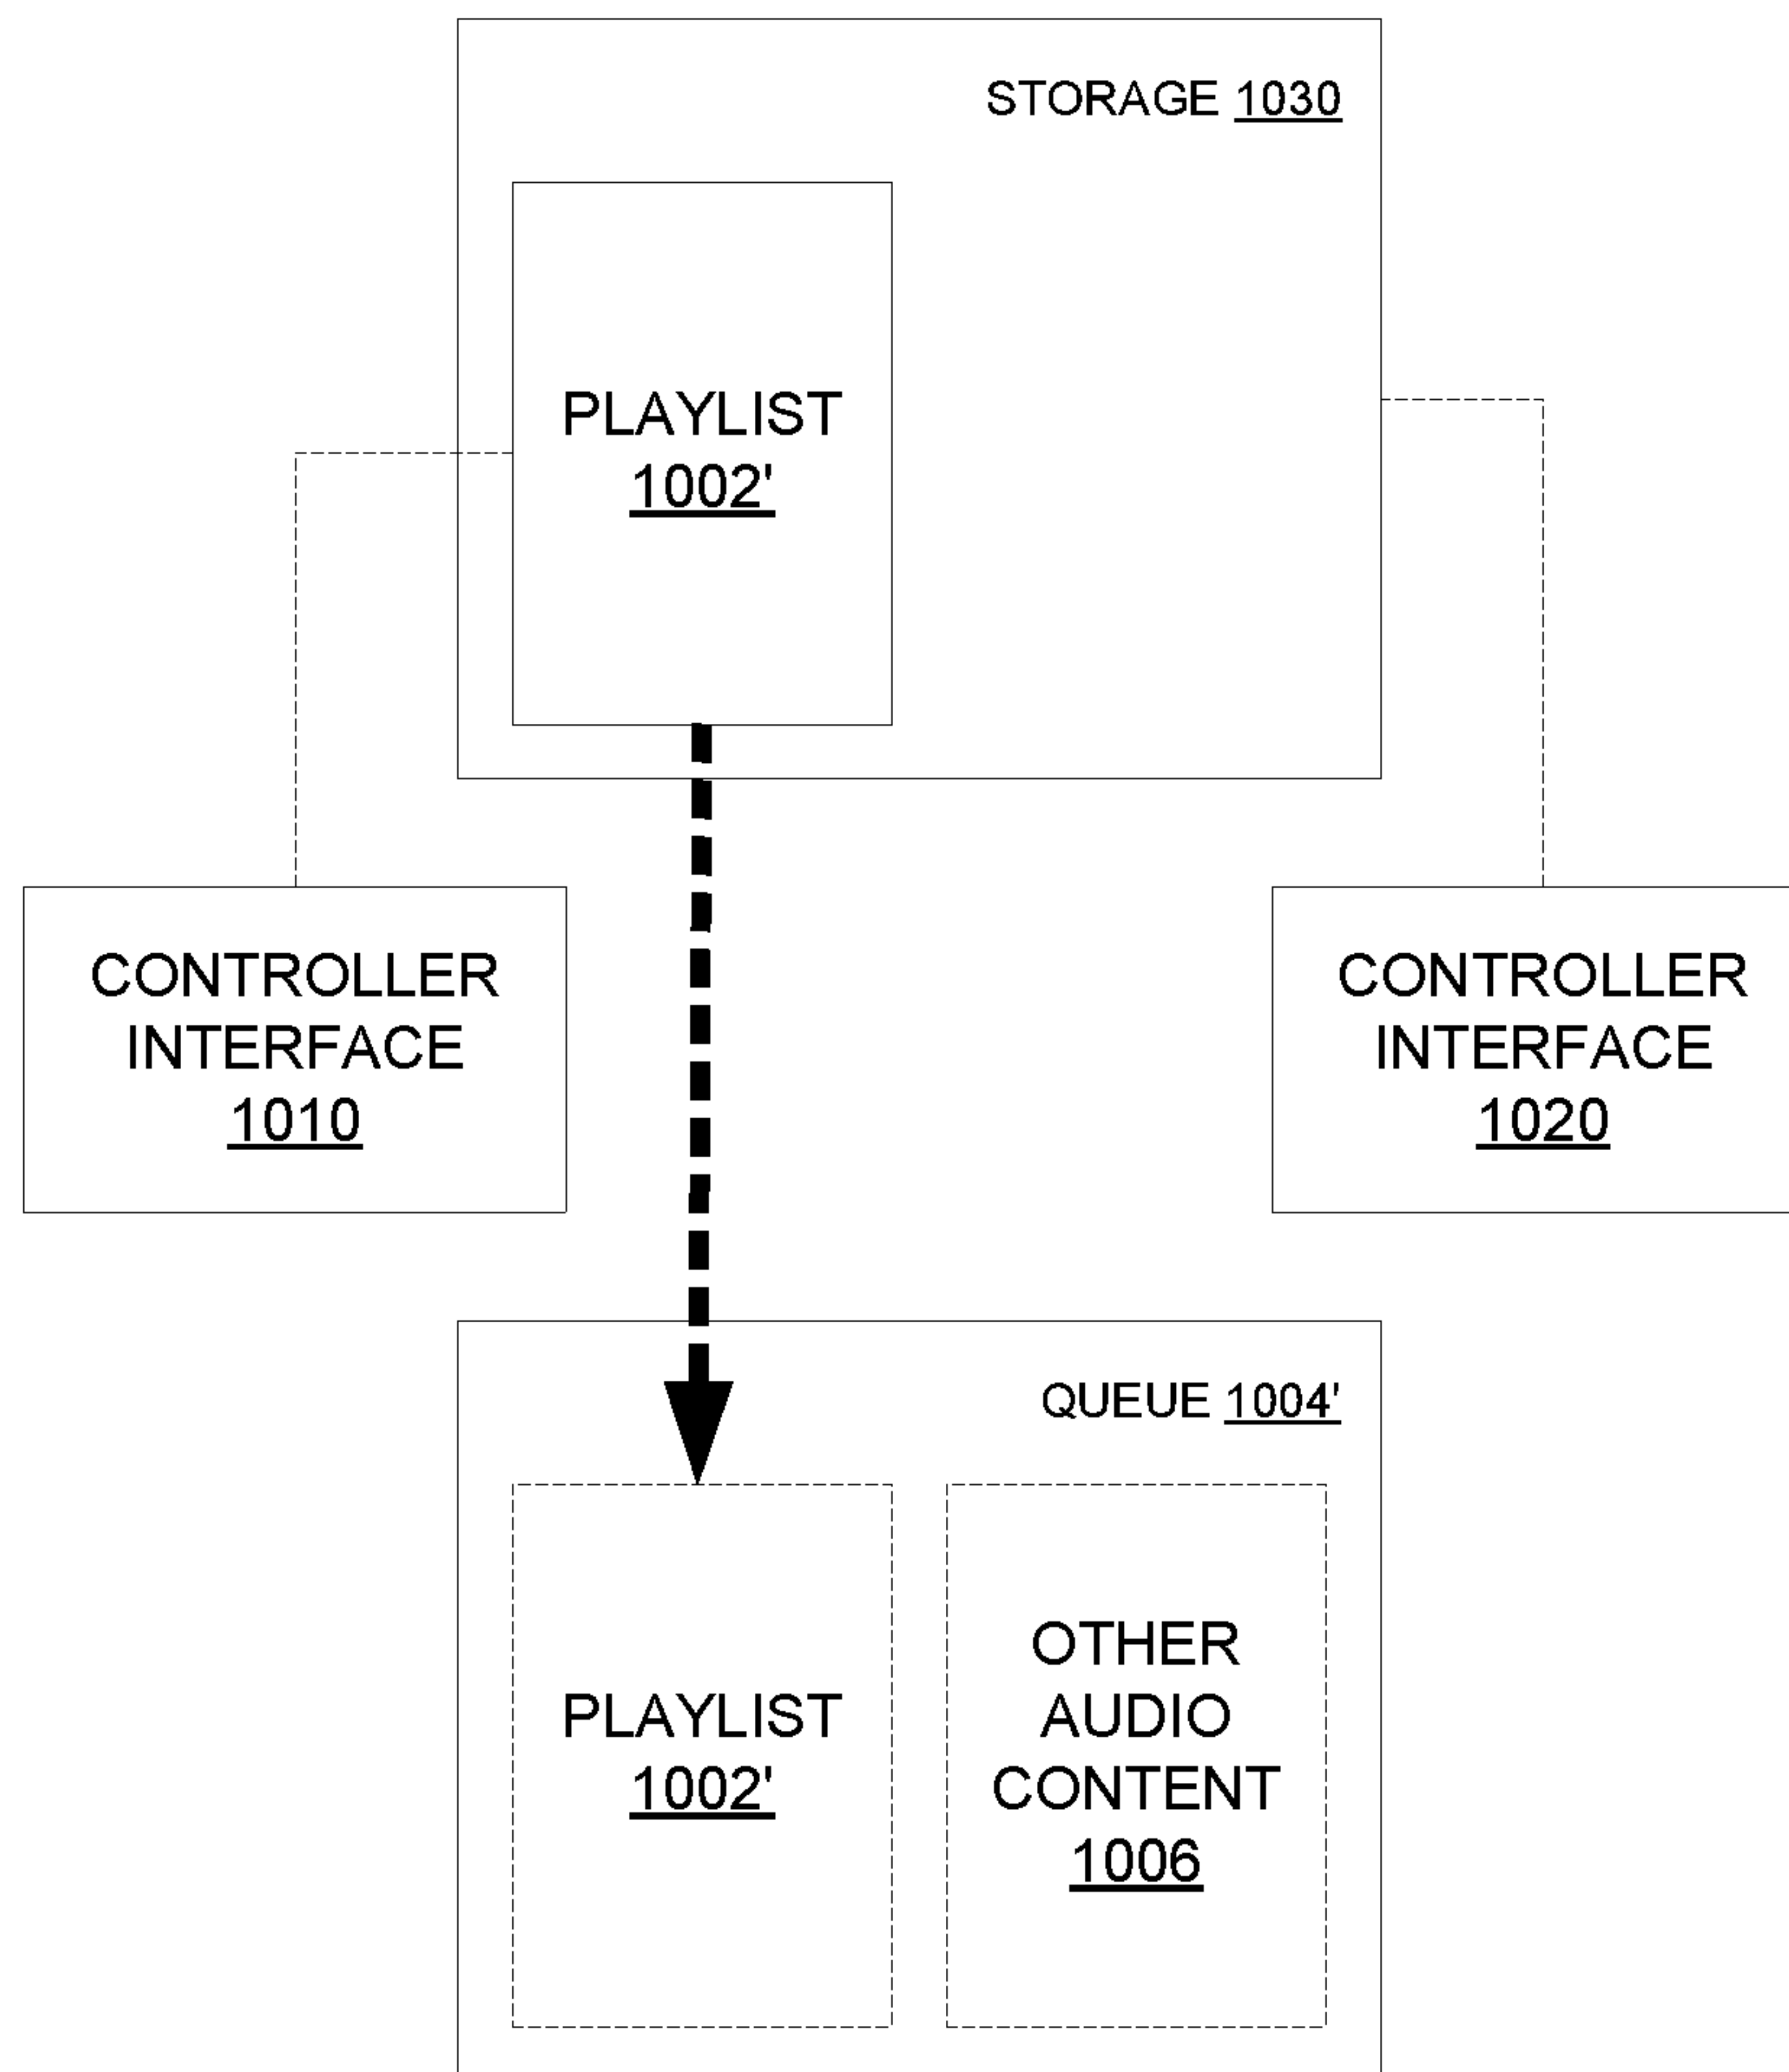 STORAGE 1030
PLAYLIST
1002'
CONTROLLER
INTERFACE
1010
CONTROLLER
INTERFACE
1020
QUEUE 1004'
PLAYLIST
1002'
OTHER
AUDIO
CONTENT
1006